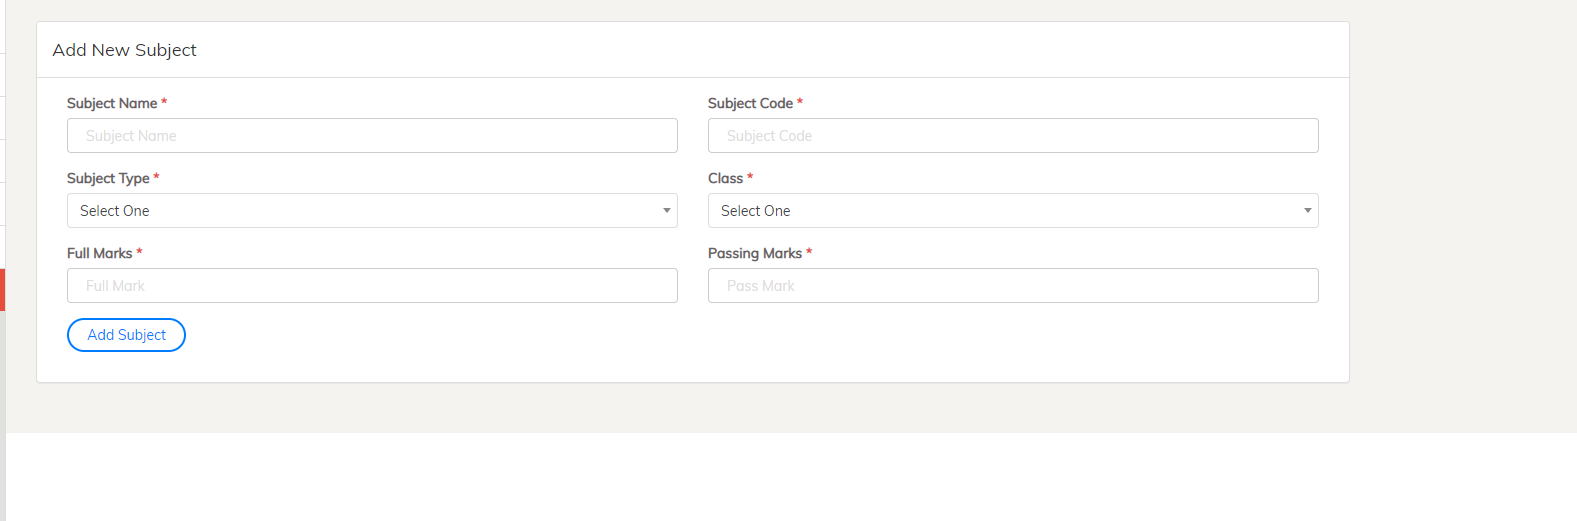 Add New Subject
Subject Name * Subject Code *
Subject Name Subject Code
Subject Type * Class *
Select One Select One
Full Marks * Passing Marks *
Full Mark Pass Mark
Add Subject